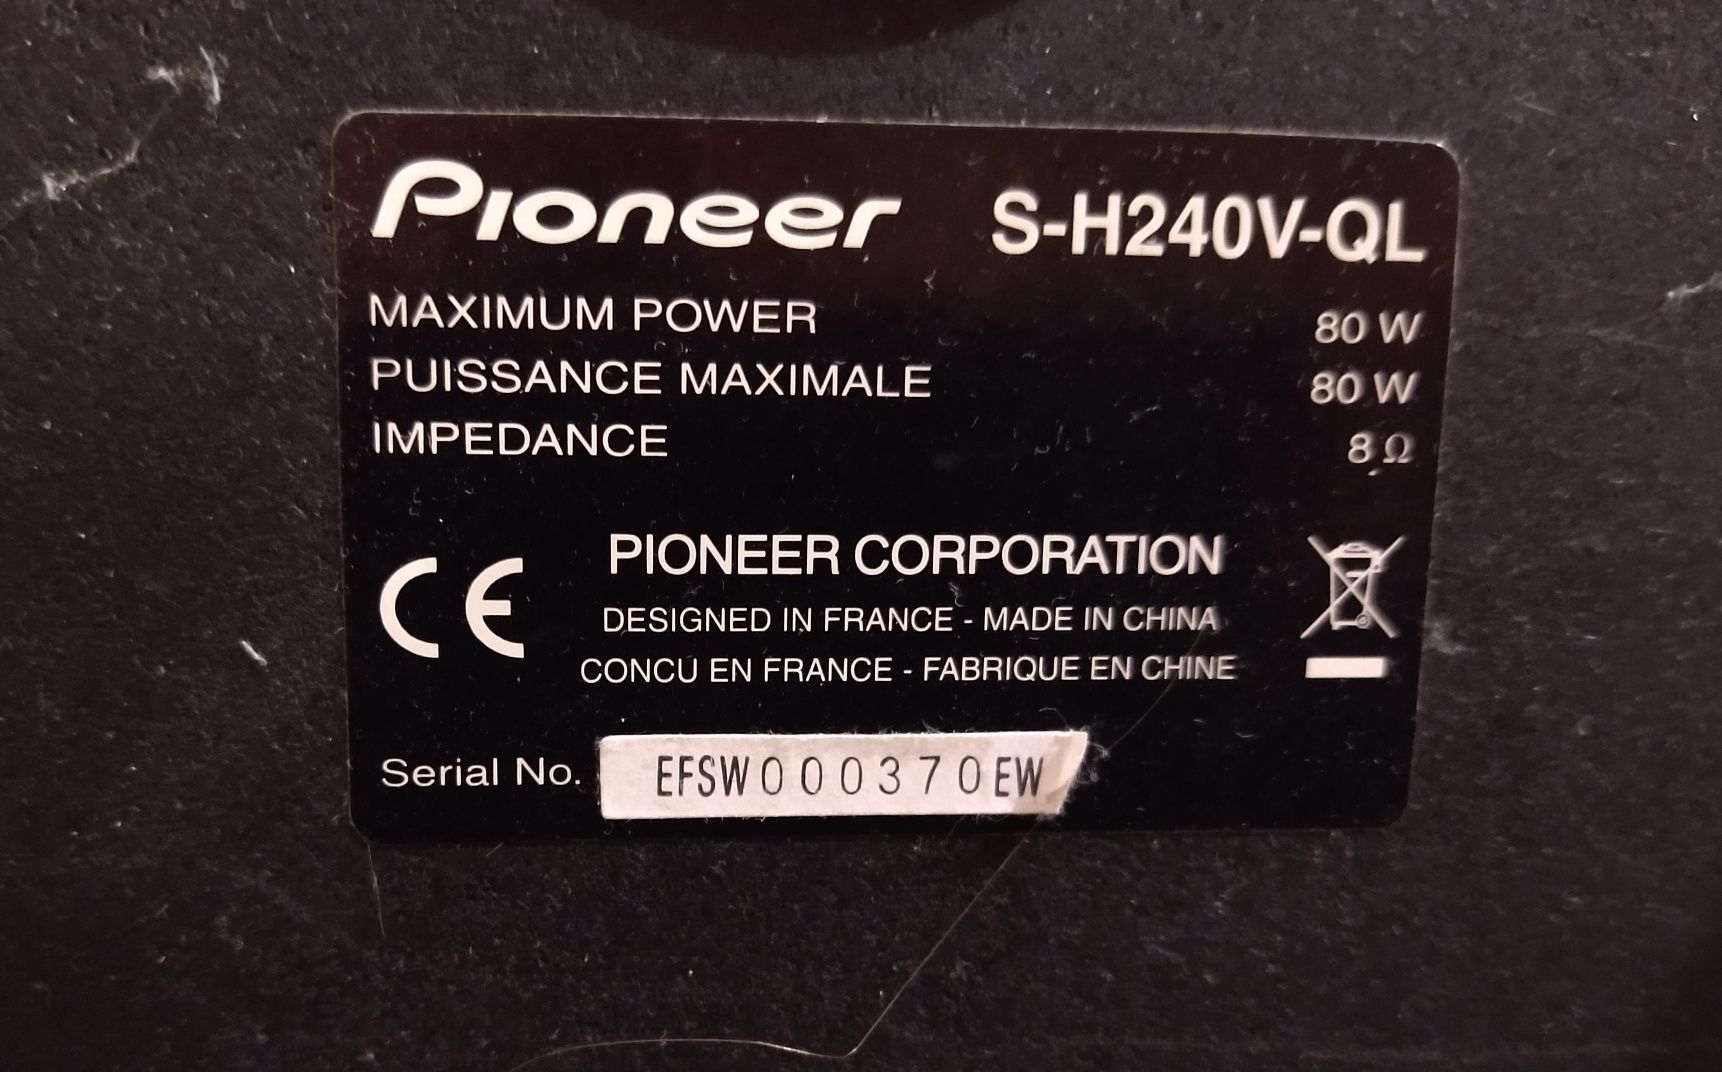 Pioneer S-H240V-QL
MAXIMUM POWER 80 W
PUISSANCE MAXIMALE 80 W
IMPEDANCE 8 Ω
CE
PIONEER CORPORATION
DESIGNED IN FRANCE - MADE IN CHINA
CONCU EN FRANCE - FABRIQUE EN CHINE
Serial No. EFSW000370EW